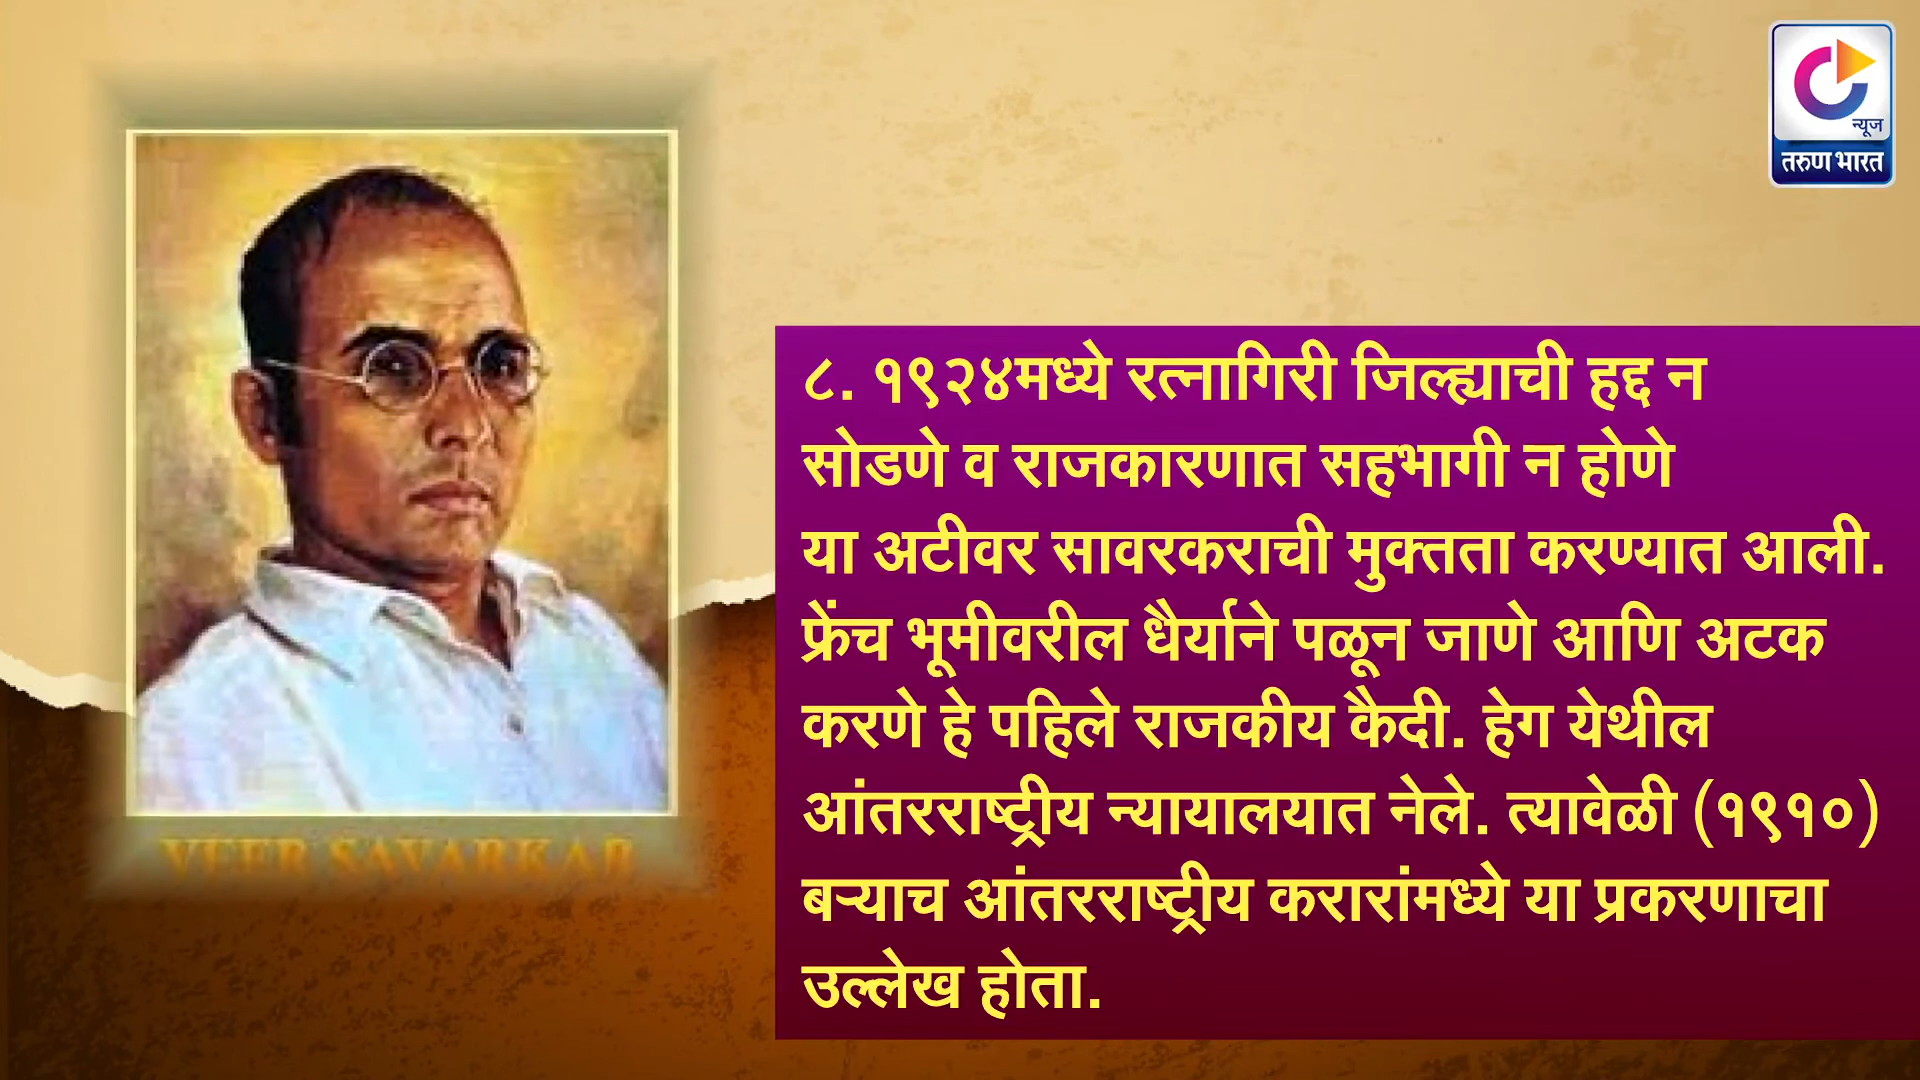 न्यूज
तरुण भारत
८. १९२४मध्ये रत्नागिरी जिल्ह्याची हद्द न
सोडणे व राजकारणात सहभागी न होणे
या अटीवर सावरकराची मुक्तता करण्यात आली.
फ्रेंच भूमीवरील धैर्याने पळून जाणे आणि अटक
करणे हे पहिले राजकीय कैदी. हेग येथील
आंतरराष्ट्रीय न्यायालयात नेले. त्यावेळी (१९१०)
बऱ्याच आंतरराष्ट्रीय करारांमध्ये या प्रकरणाचा
उल्लेख होता.
VEER SAVARKAR